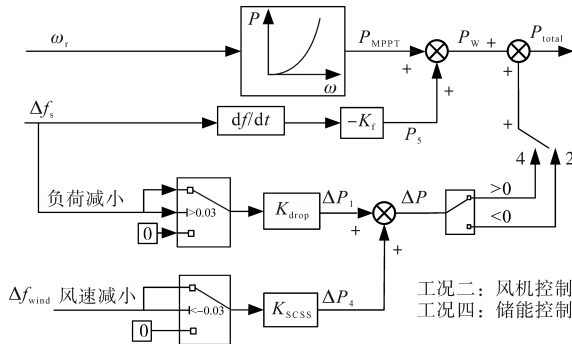 ω_r
P
ω
P_MPPT
P_W
P_total
+
+
+
+
Δf_s
df/dt
−K_f
P_5
+
+
4
2
负荷减小
>0.03
0
K_drop
ΔP_1
+
ΔP
>0
<0
+
Δf_wind 风速减小
<−0.03
0
K_SCSS
ΔP_4
工况二：风机控制
工况四：储能控制